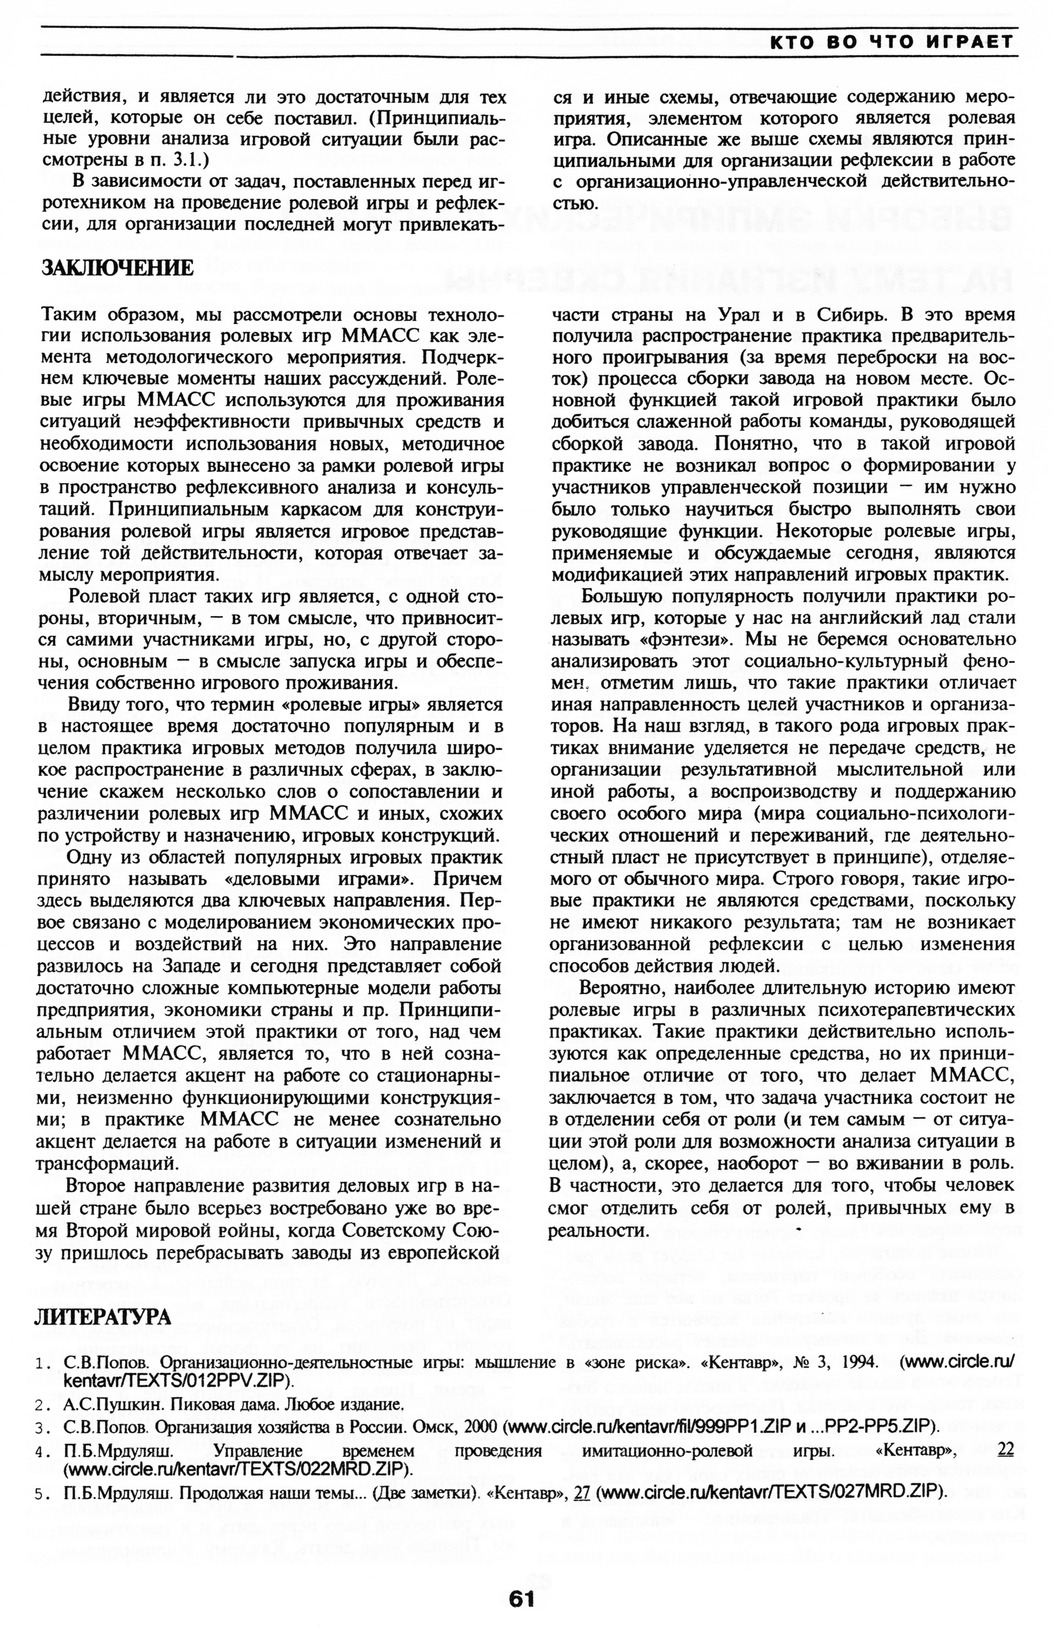 КТО ВО ЧТО ИГРАЕТ
действия, и является ли это достаточным для тех
целей, которые он себе поставил. (Принципиаль-
ные уровни анализа игровой ситуации были рас-
смотрены в п. 3.1.)
В зависимости от задач, поставленных перед иг-
ротехником на проведение ролевой игры и рефлек-
сии, для организации последней могут привлекать-
ся и иные схемы, отвечающие содержанию меро-
приятия, элементом которого является ролевая
игра. Описанные же выше схемы являются прин-
ципиальными для организации рефлексии в работе
с организационно-управленческой действительно-
стью.
ЗАКЛЮЧЕНИЕ
Таким образом, мы рассмотрели основы техноло-
гии использования ролевых игр ММАСС как эле-
мента методологического мероприятия. Подчерк-
нем ключевые моменты наших рассуждений. Роле-
вые игры ММАСС используются для проживания
ситуаций неэффективности привычных средств и
необходимости использования новых, методичное
освоение которых вынесено за рамки ролевой игры
в пространство рефлексивного анализа и консуль-
таций. Принципиальным каркасом для конструи-
рования ролевой игры является игровое представ-
ление той действительности, которая отвечает за-
мыслу мероприятия.
Ролевой пласт таких игр является, с одной сто-
роны, вторичным, — в том смысле, что привносит-
ся самими участниками игры, но, с другой сторо-
ны, основным — в смысле запуска игры и обеспе-
чения собственно игрового проживания.
Ввиду того, что термин «ролевые игры» является
в настоящее время достаточно популярным и в
целом практика игровых методов получила широ-
кое распространение в различных сферах, в заклю-
чение скажем несколько слов о сопоставлении и
различении ролевых игр ММАСС и иных, схожих
по устройству и назначению, игровых конструкций.
Одну из областей популярных игровых практик
принято называть «деловыми играми». Причем
здесь выделяются два ключевых направления. Пер-
вое связано с моделированием экономических про-
цессов и воздействий на них. Это направление
развилось на Западе и сегодня представляет собой
достаточно сложные компьютерные модели работы
предприятия, экономики страны и пр. Принципи-
альным отличием этой практики от того, над чем
работает ММАСС, является то, что в ней созна-
тельно делается акцент на работе со стационарны-
ми, неизменно функционирующими конструкция-
ми; в практике ММАСС не менее сознательно
акцент делается на работе в ситуации изменений и
трансформаций.
Второе направление развития деловых игр в на-
шей стране было всерьез востребовано уже во вре-
мя Второй мировой войны, когда Советскому Сою-
зу пришлось перебрасывать заводы из европейской
части страны на Урал и в Сибирь. В это время
получила распространение практика предваритель-
ного проигрывания (за время переброски на вос-
ток) процесса сборки завода на новом месте. Ос-
новной функцией такой игровой практики было
добиться слаженной работы команды, руководящей
сборкой завода. Понятно, что в такой игровой
практике не возникал вопрос о формировании у
участников управленческой позиции — им нужно
было только научиться быстро выполнять свои
руководящие функции. Некоторые ролевые игры,
применяемые и обсуждаемые сегодня, являются
модификацией этих направлений игровых практик.
Большую популярность получили практики ро-
левых игр, которые у нас на английский лад стали
называть «фэнтези». Мы не беремся основательно
анализировать этот социально-культурный фено-
мен, отметим лишь, что такие практики отличает
иная направленность целей участников и организа-
торов. На наш взгляд, в такого рода игровых прак-
тиках внимание уделяется не передаче средств, не
организации результативной мыслительной или
иной работы, а воспроизводству и поддержанию
своего особого мира (мира социально-психологи-
ческих отношений и переживаний, где деятельно-
стный пласт не присутствует в принципе), отделяе-
мого от обычного мира. Строго говоря, такие игро-
вые практики не являются средствами, поскольку
не имеют никакого результата; там не возникает
организованной рефлексии с целью изменения
способов действия людей.
Вероятно, наиболее длительную историю имеют
ролевые игры в различных психотерапевтических
практиках. Такие практики действительно исполь-
зуются как определенные средства, но их принци-
пиальное отличие от того, что делает ММАСС,
заключается в том, что задача участника состоит не
в отделении себя от роли (и тем самым — от ситуа-
ции этой роли для возможности анализа ситуации в
целом), а, скорее, наоборот — во вживании в роль.
В частности, это делается для того, чтобы человек
смог отделить себя от ролей, привычных ему в
реальности.
ЛИТЕРАТУРА
1. С.В.Попов. Организационно-деятельностные игры: мышление в «зоне риска». «Кентавр», № 3, 1994. (www.circle.ru/
kentavr/TEXTS/012PPV.ZIP).
2. А.С.Пушкин. Пиковая дама. Любое издание.
3. С.В.Попов. Организация хозяйства в России. Омск, 2000 (www.circle.ru/kentavr/fil/999PP1.ZIP и ...PP2-PP5.ZIP).
4. П.Б.Мрдуляш. Управление временем проведения имитационно-ролевой игры. «Кентавр», 22
(www.circle.ru/kentavr/TEXTS/022MRD.ZIP).
5. П.Б.Мрдуляш. Продолжая наши темы... (Две заметки). «Кентавр», 27 (www.circle.ru/kentavr/TEXTS/027MRD.ZIP).
61